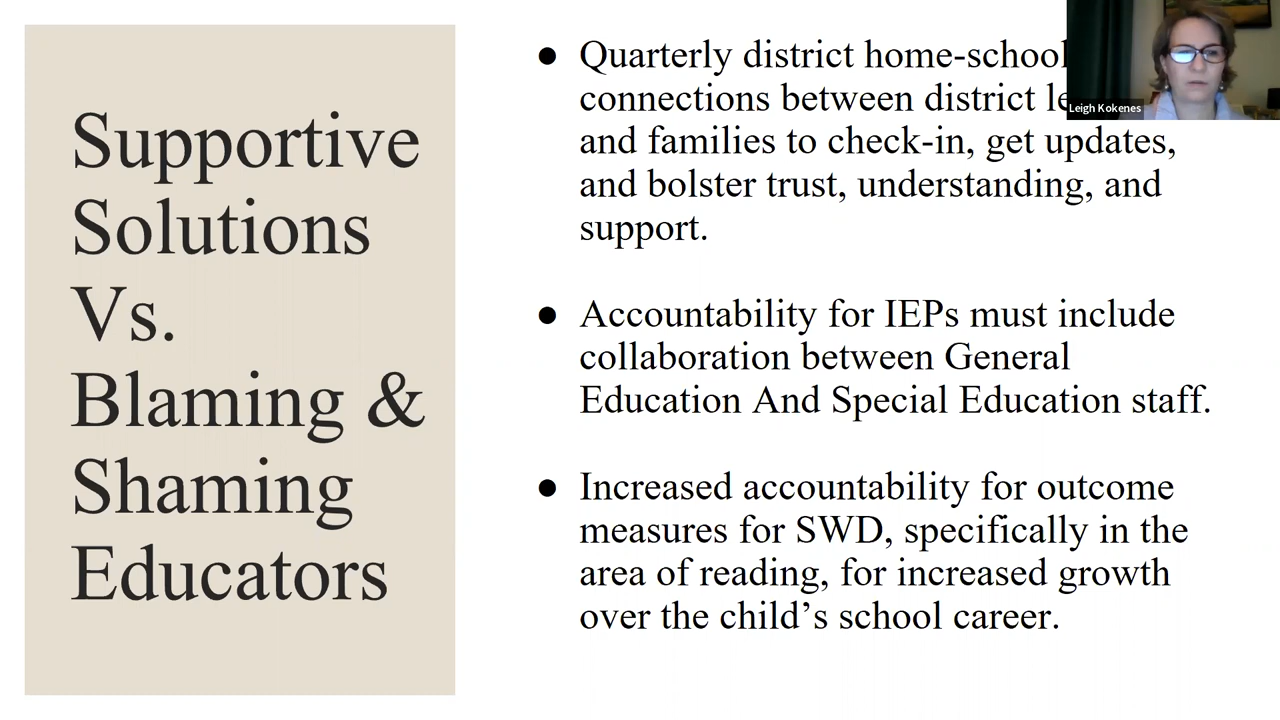 Supportive
Solutions
Vs.
Blaming &
Shaming
Educators
● Quarterly district home-school
connections between district
and families to check-in, get updates,
and bolster trust, understanding, and
support.
● Accountability for IEPs must include
collaboration between General
Education And Special Education staff.
● Increased accountability for outcome
measures for SWD, specifically in the
area of reading, for increased growth
over the child’s school career.
Leigh Kokenes